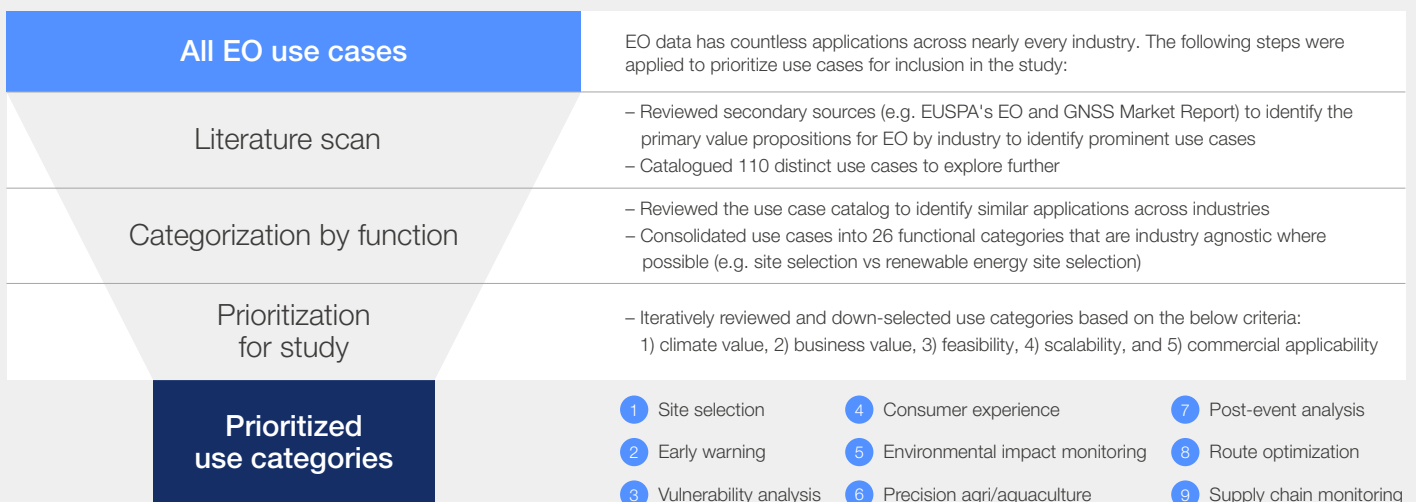 All EO use cases
EO data has countless applications across nearly every industry. The following steps were
applied to prioritize use cases for inclusion in the study:
Literature scan
– Reviewed secondary sources (e.g. EUSPA's EO and GNSS Market Report) to identify the
primary value propositions for EO by industry to identify prominent use cases
– Catalogued 110 distinct use cases to explore further
Categorization by function
– Reviewed the use case catalog to identify similar applications across industries
– Consolidated use cases into 26 functional categories that are industry agnostic where
possible (e.g. site selection vs renewable energy site selection)
Prioritization
for study
– Iteratively reviewed and down-selected use categories based on the below criteria:
1) climate value, 2) business value, 3) feasibility, 4) scalability, and 5) commercial applicability
Prioritized
use categories
1 Site selection
2 Early warning
3 Vulnerability analysis
4 Consumer experience
5 Environmental impact monitoring
6 Precision agri/aquaculture
7 Post-event analysis
8 Route optimization
9 Supply chain monitoring